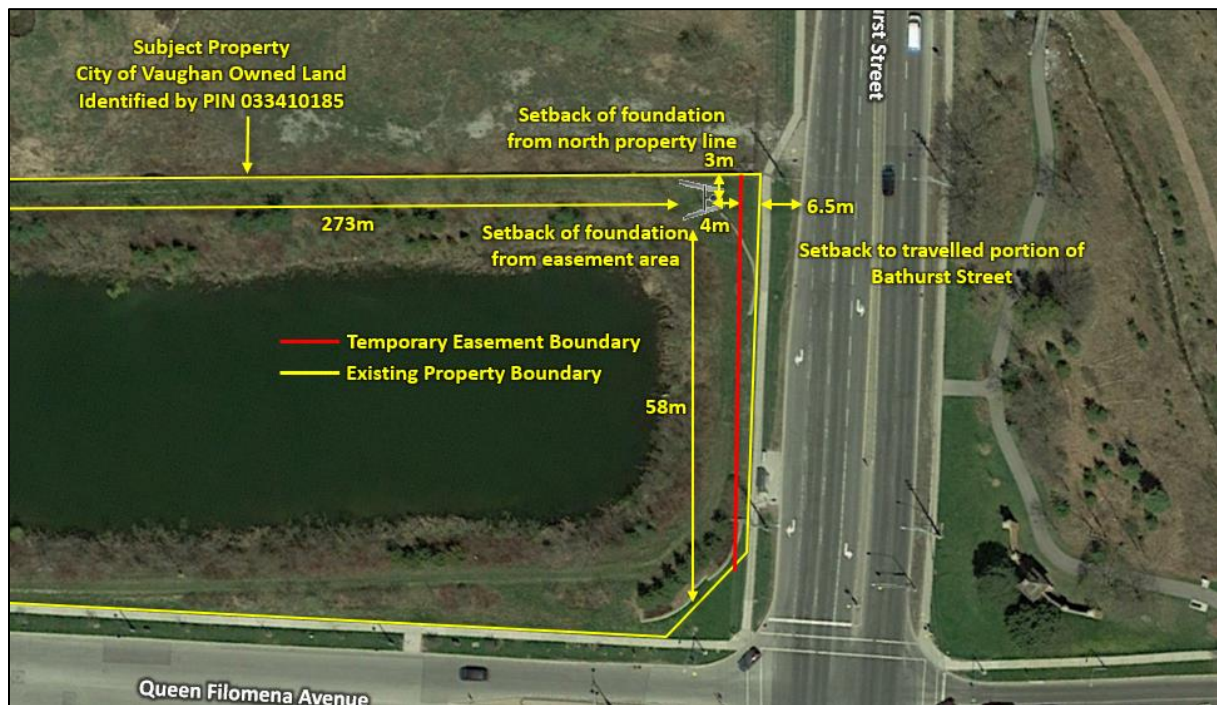 Subject Property
City of Vaughan Owned Land
Identified by PIN 033410185
Setback of foundation
from north property line
3m
273m
4m
6.5m
Setback of foundation
from easement area
Setback to travelled portion of
Bathurst Street
Temporary Easement Boundary
Existing Property Boundary
58m
Queen Filomena Avenue
Street